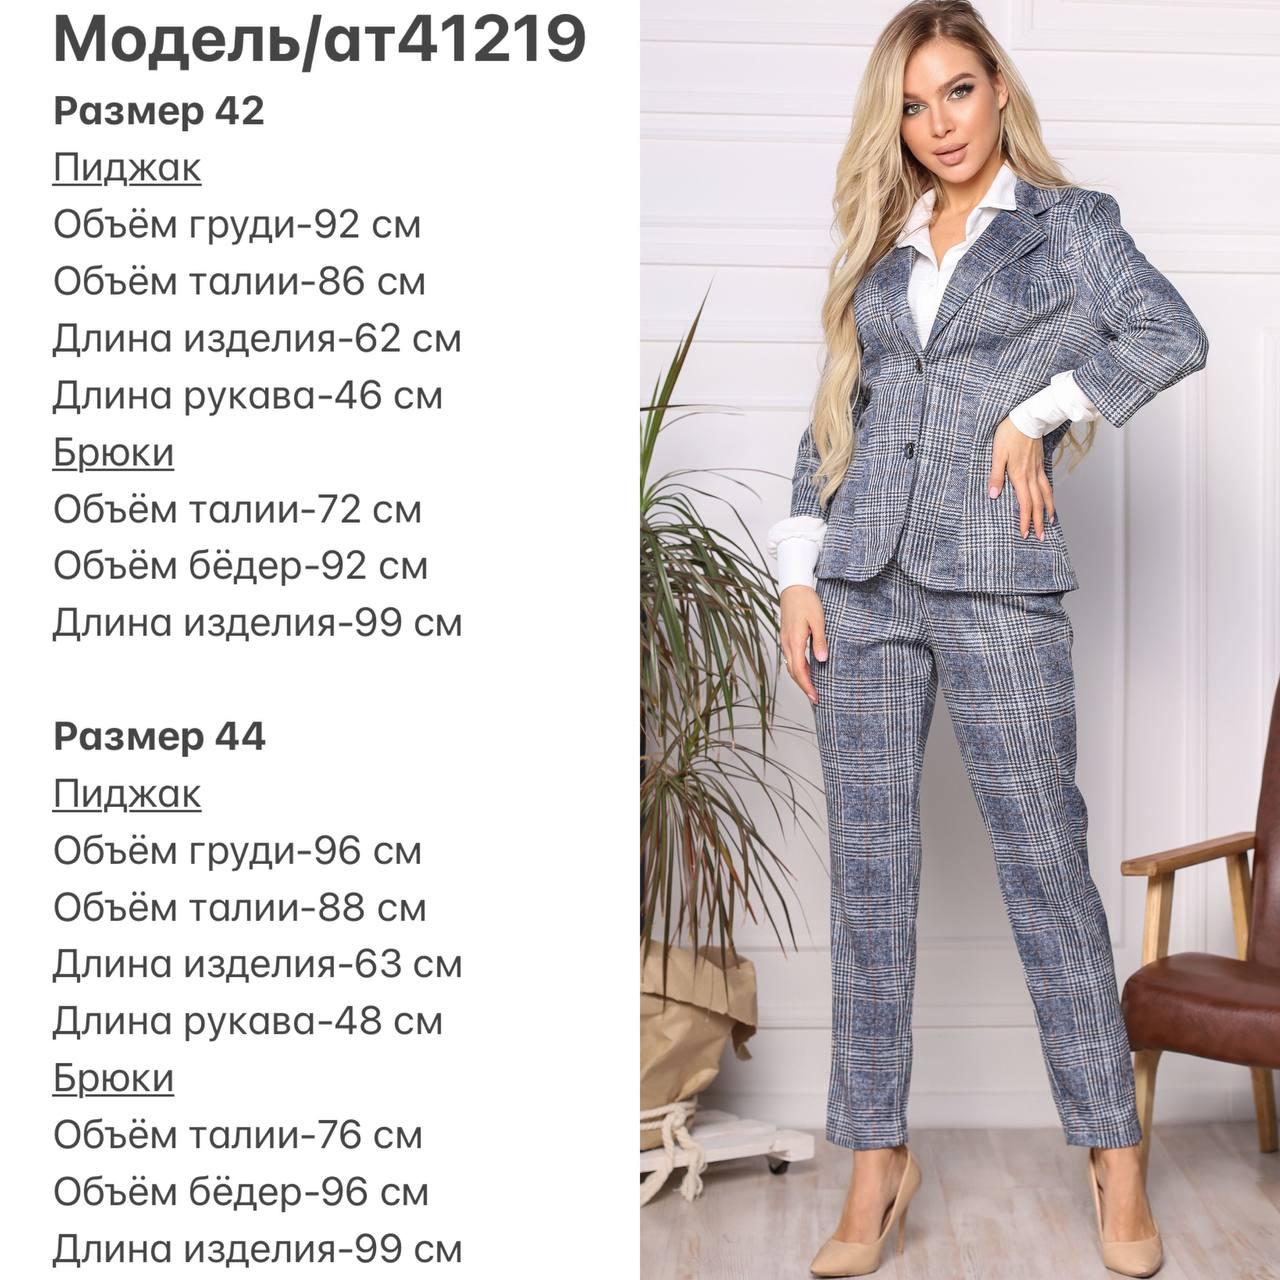 Модель/ат41219
Размер 42
Пиджак
Объём груди-92 см
Объём талии-86 см
Длина изделия-62 см
Длина рукава-46 см
Брюки
Объём талии-72 см
Объём бёдер-92 см
Длина изделия-99 см
Размер 44
Пиджак
Объём груди-96 см
Объём талии-88 см
Длина изделия-63 см
Длина рукава-48 см
Брюки
Объём талии-76 см
Объём бёдер-96 см
Длина изделия-99 см